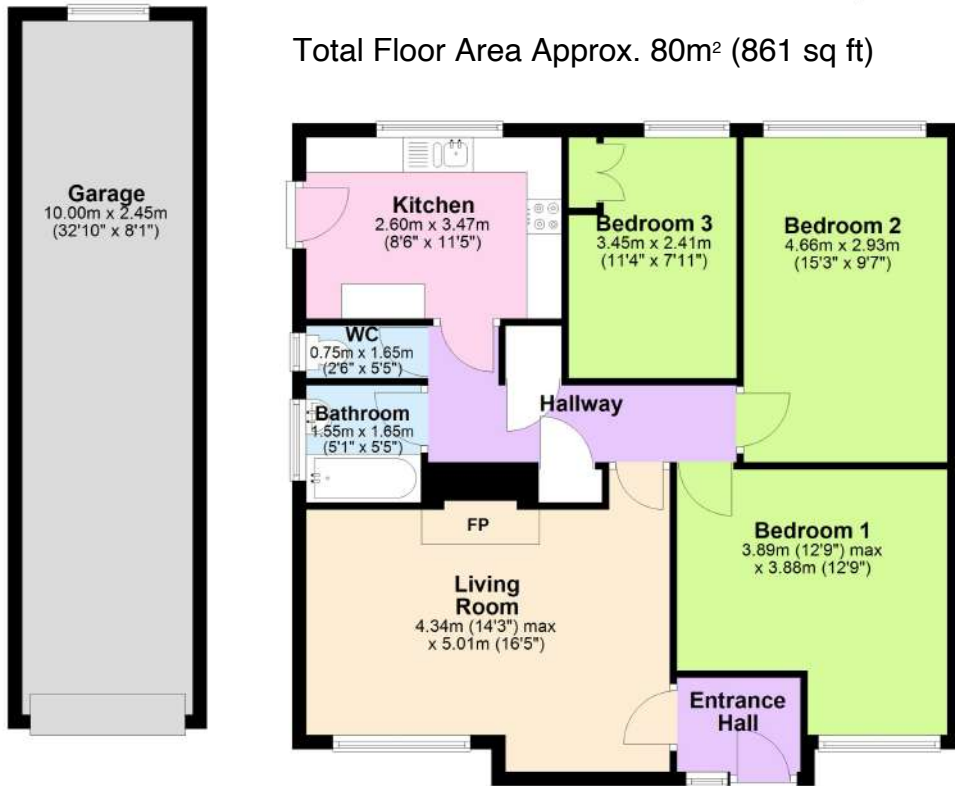 Total Floor Area Approx. 80m² (861 sq ft)
Garage
10.00m x 2.45m
(32'10" x 8'1")
Kitchen
2.60m x 3.47m
(8'6" x 11'5")
Bedroom 3
3.45m x 2.41m
(11'4" x 7'11")
Bedroom 2
4.66m x 2.93m
(15'3" x 9'7")
WC
0.75m x 1.65m
(2'6" x 5'5")
Hallway
Bathroom
1.55m x 1.65m
(5'1" x 5'5")
FP
Living
Room
4.34m (14'3") max
x 5.01m (16'5")
Bedroom 1
3.89m (12'9") max
x 3.88m (12'9")
Entrance
Hall